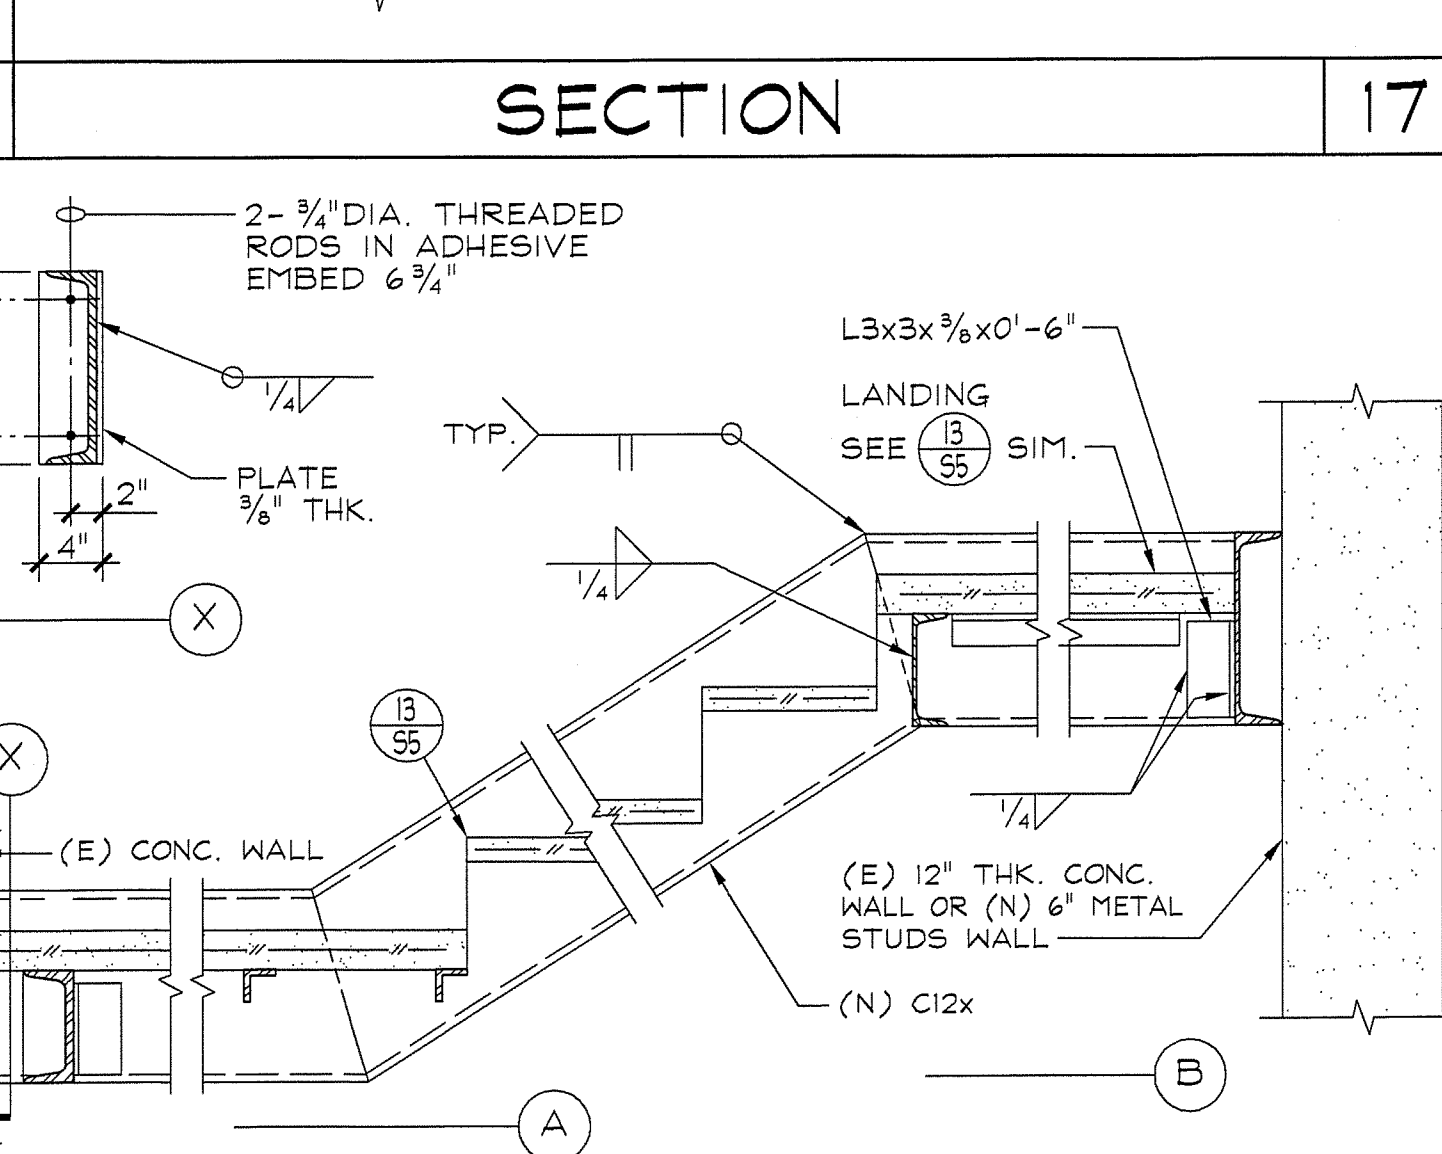 SECTION
17
2- 3/4" DIA. THREADED
RODS IN ADHESIVE
EMBED 6 3/4"
1/4
PLATE
3/8" THK.
2"
4"
X
TYP.
1/4
L3x3x3/8x0'-6"
LANDING
SEE 13/S5 SIM.
13
S5
X
(E) CONC. WALL
1/4
(E) 12" THK. CONC.
WALL OR (N) 6" METAL
STUDS WALL
(N) C12x
B
A